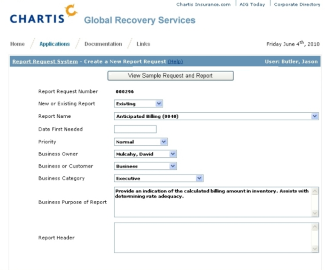 Chartis Insurance.com | AIG Today | Corporate Directory
CHARTIS Global Recovery Services
Home / Applications / Documentation / Links
Friday June 4th, 2010
Report Request System - Create a New Report Request (Help) User: Butler, Jason
View Sample Request and Report
Report Request Number 000296
New or Existing Report Existing
Report Name Anticipated Billing (0040)
Date First Needed
Priority Normal
Business Owner Mulcahy, David
Business or Customer Business
Business Category Executive
Business Purpose of Report Provide an indication of the calculated billing amount in inventory. Assists with
determining rate adequacy.
Report Header